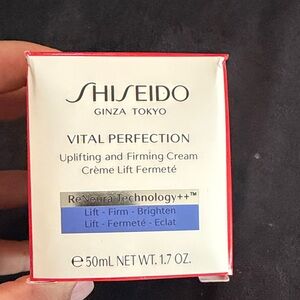 SHISEIDO
GINZA TOKYO
VITAL PERFECTION
Uplifting and Firming Cream
Crème Lift Fermeté
ReNeura Technology++™
Lift - Firm - Brighten
Lift - Fermeté - Eclat
℮ 50mL NET WT. 1.7 OZ.